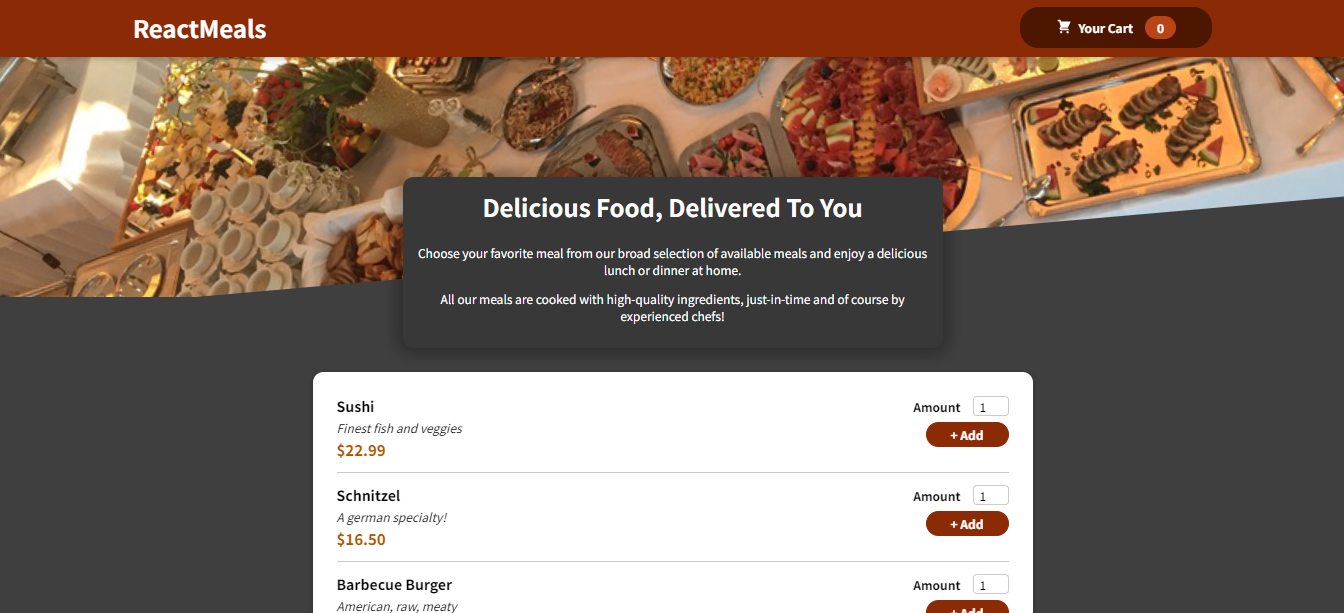 ReactMeals
Your Cart 0
Delicious Food, Delivered To You
Choose your favorite meal from our broad selection of available meals and enjoy a delicious
lunch or dinner at home.
All our meals are cooked with high-quality ingredients, just-in-time and of course by
experienced chefs!
Sushi
Finest fish and veggies
$22.99
Amount 1
+ Add
Schnitzel
A german specialty!
$16.50
Amount 1
+ Add
Barbecue Burger
American, raw, meaty
Amount 1
+ Add